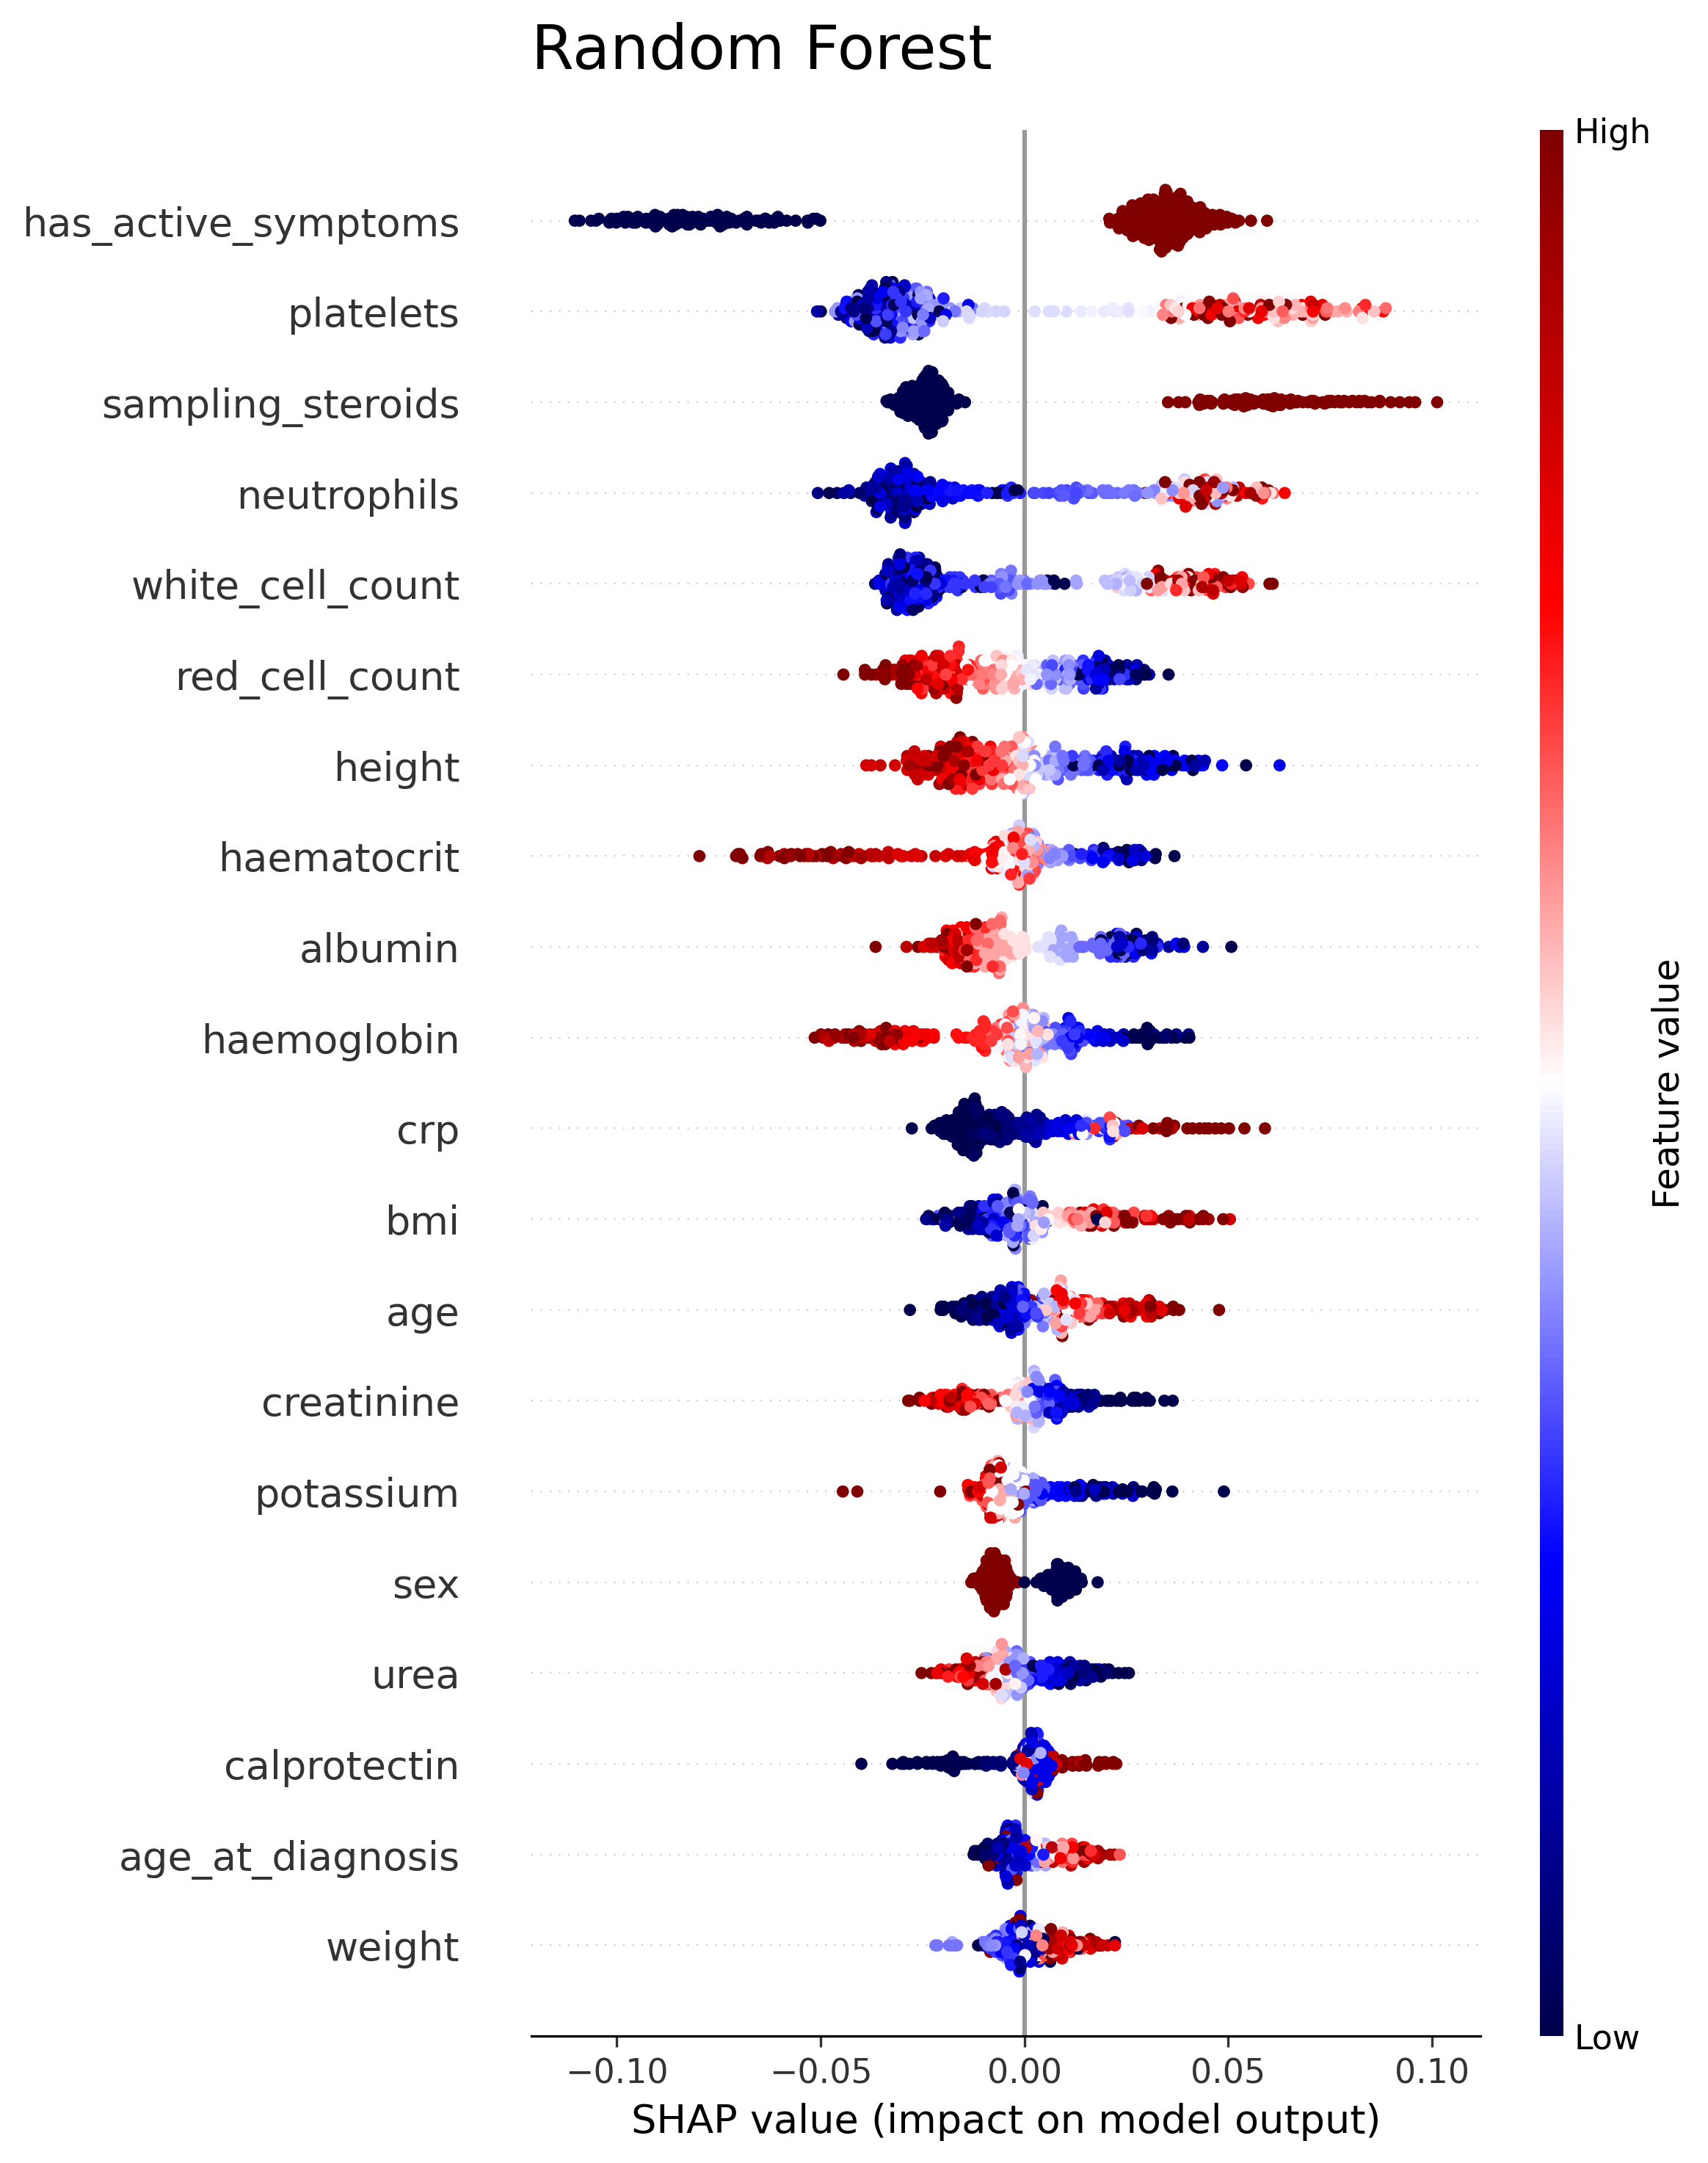 Random Forest
High
has_active_symptoms
platelets
sampling_steroids
neutrophils
white_cell_count
red_cell_count
height
haematocrit
albumin
haemoglobin
crp
bmi
age
creatinine
potassium
sex
urea
calprotectin
age_at_diagnosis
weight
Feature value
Low
−0.10 −0.05 0.00 0.05 0.10
SHAP value (impact on model output)